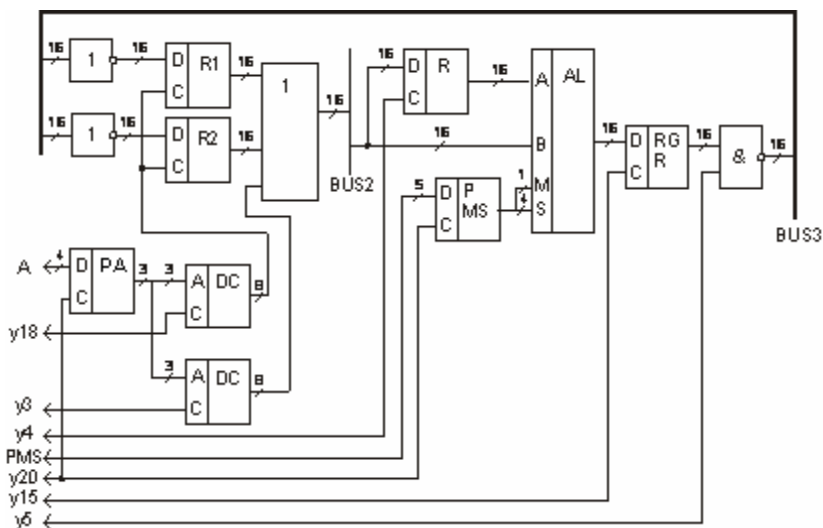 16 1 16 D R1 C 16
1
16
16 D R C 16
A AL
16 1 16 D R2 C 16
16
B
16 D RG R C 16 & 16
BUS2
5 D P MS C
1 M
4 S
BUS3
A 4 D PA C 3 3 A DC C 8
y18
3 A DC C 8
y3
y4
PMS
y20
y15
y5